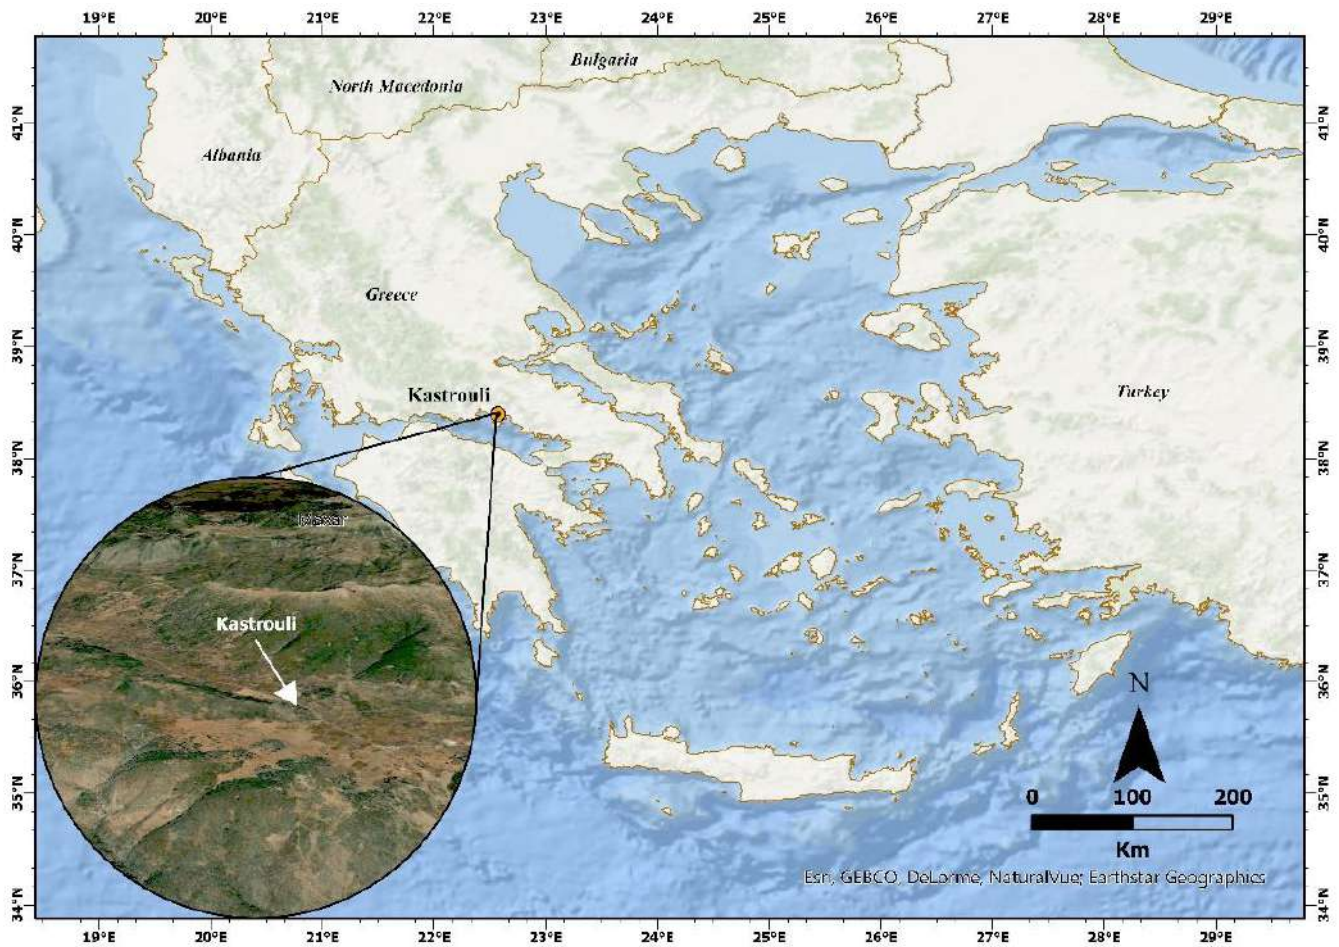 19°E 20°E 21°E 22°E 23°E 24°E 25°E 26°E 27°E 28°E 29°E
Bulgaria
North Macedonia
41°N 41°N
Albania
40°N 40°N
Greece
39°N 39°N
Kastrouli
Turkey
38°N 38°N
Maxar
37°N 37°N
Kastrouli
36°N 36°N
N
35°N 35°N
0 100 200
Km
Esri, GEBCO, DeLorme, NaturalVue; Earthstar Geographics
34°N 34°N
19°E 20°E 21°E 22°E 23°E 24°E 25°E 26°E 27°E 28°E 29°E